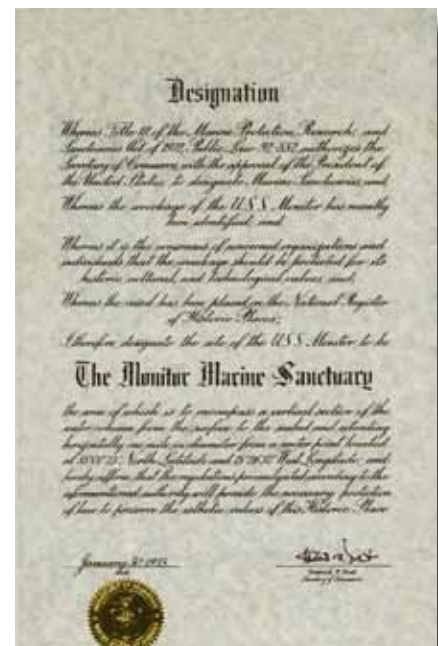 Designation
Whereas Title III of the Marine Protection, Research, and
Sanctuaries Act of 1972, Public Law 92-532 authorizes the
Secretary of Commerce, with the approval of the President of
the United States, to designate Marine Sanctuaries, and
Whereas the wreckage of the U.S.S. Monitor has recently
been identified, and
Whereas it is the consensus of concerned organizations and
individuals that the wreckage should be protected for its
historic, cultural, and technological values, and,
Whereas the wreck has been placed on the National Register
of Historic Places;
I therefore designate the site of the U.S.S. Monitor to be
The Monitor Marine Sanctuary
the area of which is to encompass a vertical section of the
water column from the surface to the seabed and extending
horizontally one mile in diameter from a center point located
at North Latitude and West Longitude, and
hereby affirm that the regulations promulgated according to the
authority will provide the necessary protection
of law to preserve the esthetic values of this Historic Place
January 30 1975
Date
Frederick B. Dent
Secretary of Commerce